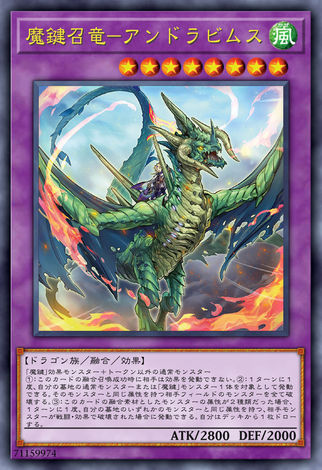 魔鍵召竜−アンドラビムス
風
【ドラゴン族／融合／効果】
「魔鍵」効果モンスター＋トークン以外の通常モンスター
①：このカードの融合召喚成功時に相手は効果を発動できない。②：１ターンに１
度、自分の墓地の通常モンスターまたは「魔鍵」モンスター１体を対象として発動
できる。そのモンスターと同じ属性を持つ相手フィールドのモンスターを全て破
壊する。③：このカードの融合素材としたモンスターの属性が２種類だった場合、
１ターンに１度、自分の墓地のいずれかのモンスターと同じ属性を持つ、相手モン
スターが戦闘・効果で破壊された場合に発動できる。自分はデッキから１枚ドロー
する。
ATK/2800 DEF/2000
71159974